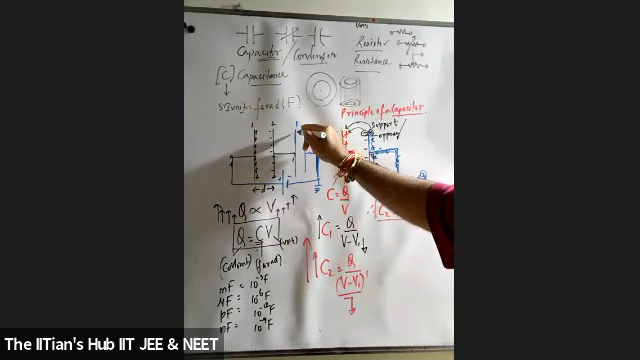 Capacitor / Condenser
Resistor
Resistance
[C] Capacitance
SI unit = farad (F)
Principle of a Capacitor
support
oppose
d
C = Q/V
Q ∝ V
Q = CV
(Coulomb) (farad) (volt)
C₁ = Q/(V-V₁)
C₂ = Q/(V-V₁')
∴ C₂
mF = 10⁻³F
μF = 10⁻⁶F
pF = 10⁻¹²F
nF = 10⁻⁹F
The IITian's Hub IIT JEE & NEET